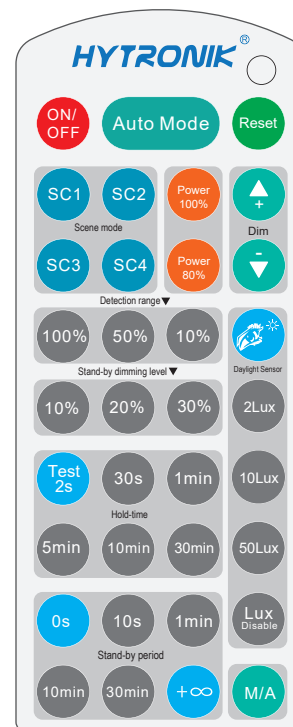 HYTRONIK®
ON/
OFF
Auto Mode
Reset
SC1
SC2
Power
100%
+
Scene mode
Dim
SC3
SC4
Power
80%
-
Detection range▼
100%
50%
10%
Daylight Sensor
Stand-by dimming level▼
10%
20%
30%
2Lux
Test
2s
30s
1min
10Lux
Hold-time
5min
10min
30min
50Lux
0s
10s
1min
Lux
Disable
Stand-by period
10min
30min
+∞
M/A